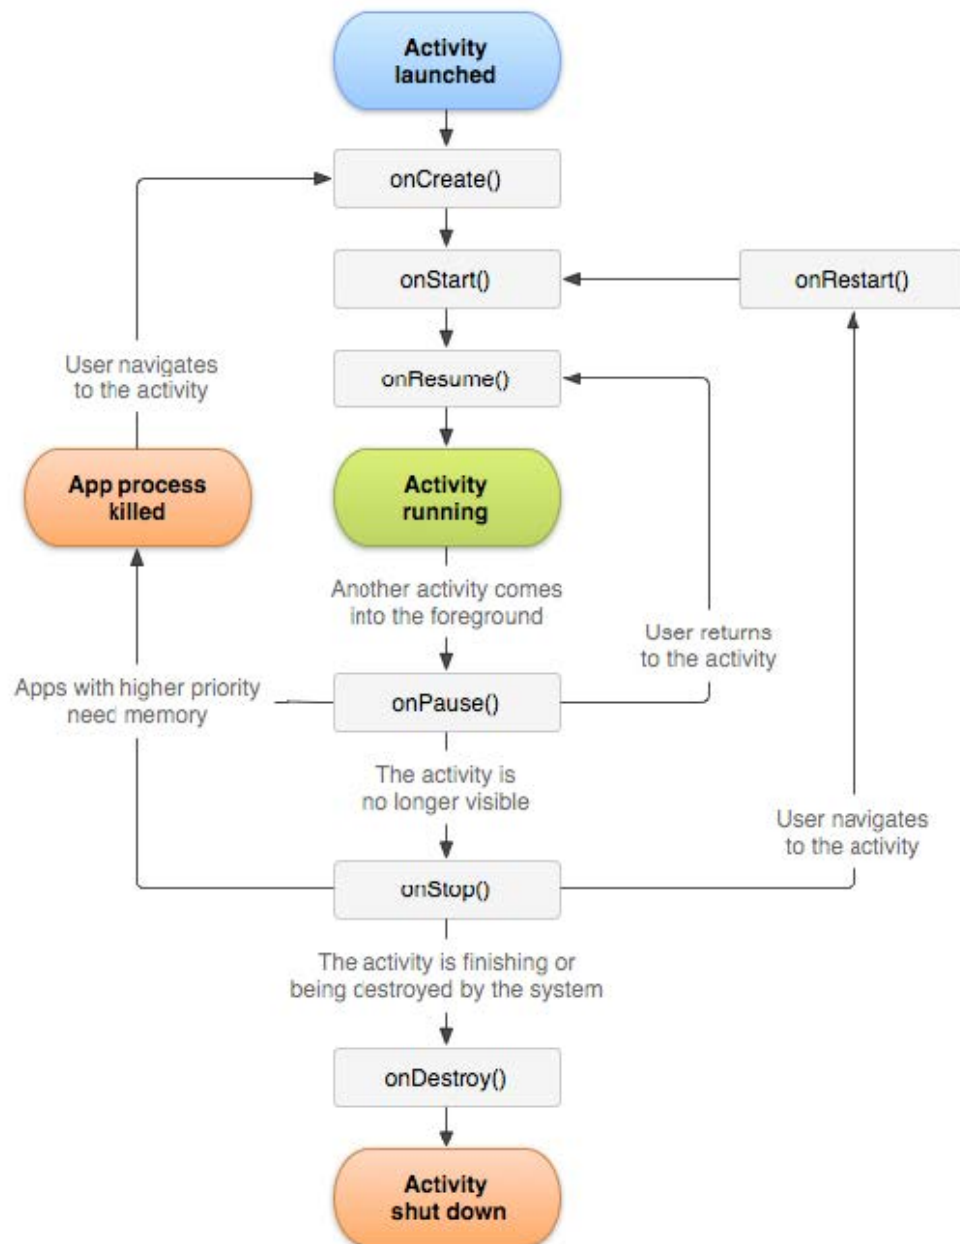 Activity
launched
onCreate()
onStart()
onRestart()
User navigates
to the activity
onResume()
App process
killed
Activity
running
Another activity comes
into the foreground
User returns
to the activity
Apps with higher priority
need memory
onPause()
The activity is
no longer visible
User navigates
to the activity
onStop()
The activity is finishing or
being destroyed by the system
onDestroy()
Activity
shut down